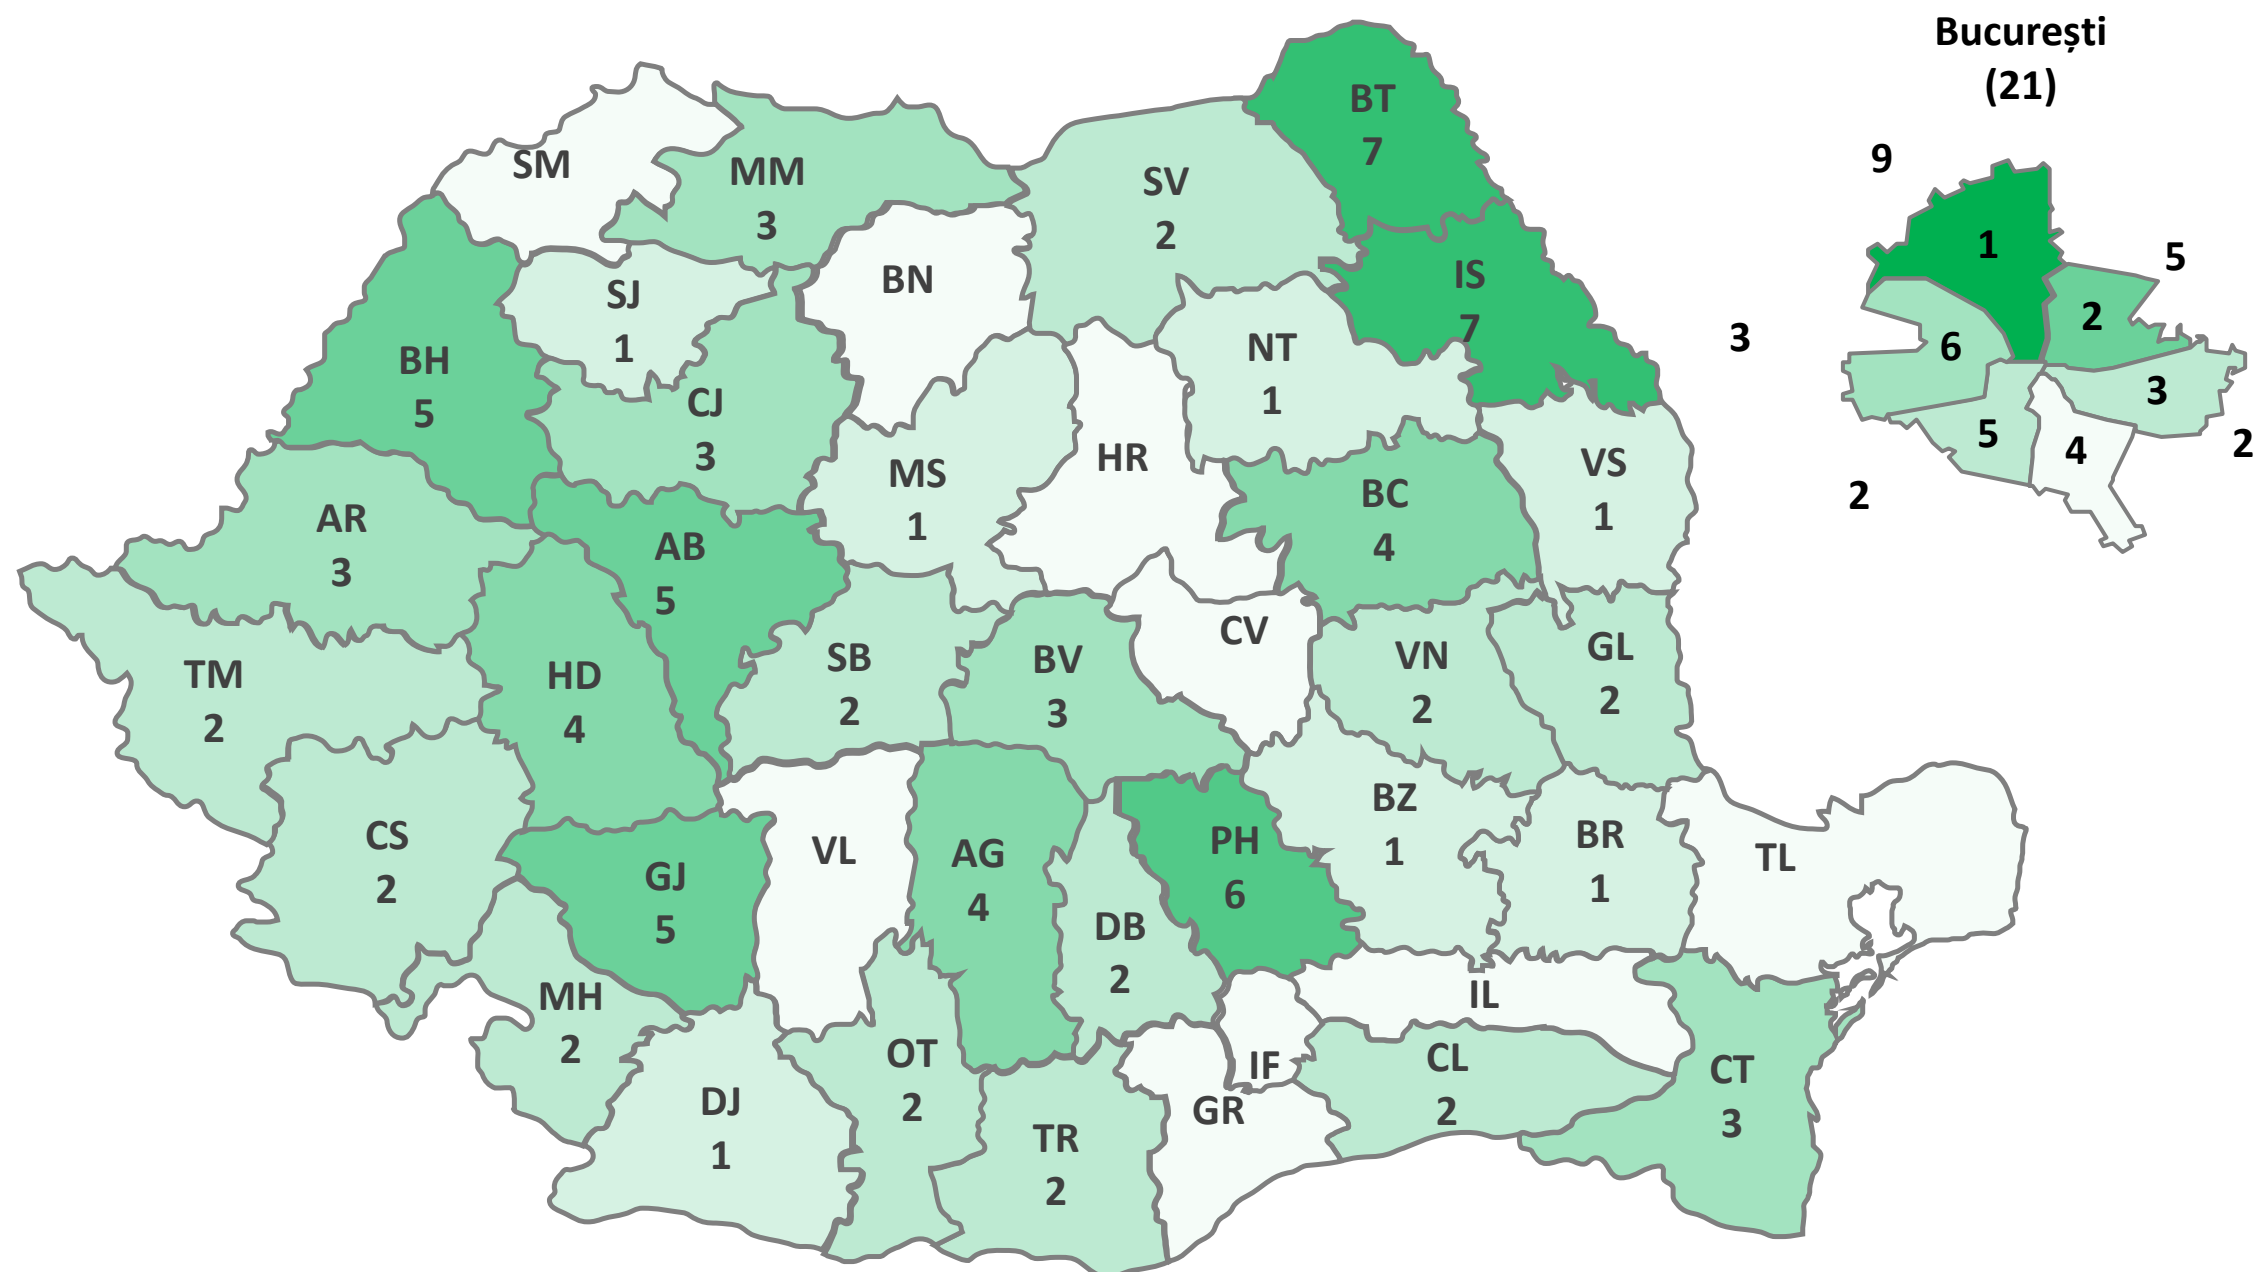 București
(21)
9
1
5
2
3
6
3
2
5
4
2
BT
7
SM
MM
3
SV
2
BN
IS
7
SJ
1
NT
1
BH
5
CJ
3
HR
VS
1
MS
1
BC
4
AR
3
AB
5
CV
GL
2
SB
2
BV
3
VN
2
TM
2
HD
4
BZ
1
CS
2
VL
AG
4
PH
6
BR
1
TL
GJ
5
DB
2
MH
2
IL
OT
2
IF
CL
2
CT
3
DJ
1
GR
TR
2